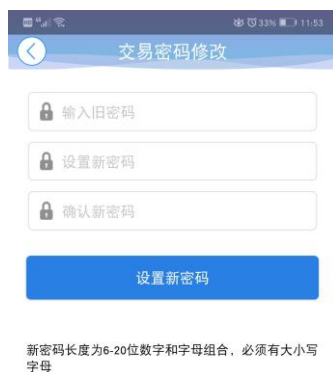 33% 11:53
交易密码修改
输入旧密码
设置新密码
确认新密码
设置新密码
新密码长度为6-20位数字和字母组合，必须有大小写
字母